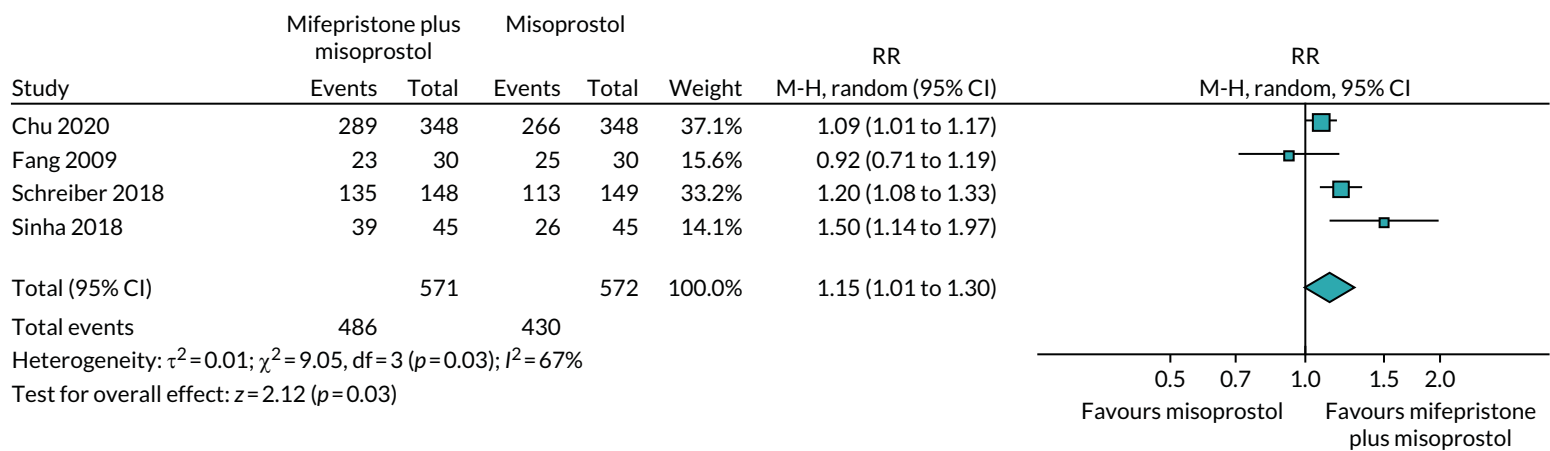 Mifepristone plus misoprostol Misoprostol
RR RR
Study Events Total Events Total Weight M-H, random (95% CI) M-H, random, 95% CI
Chu 2020 289 348 266 348 37.1% 1.09 (1.01 to 1.17)
Fang 2009 23 30 25 30 15.6% 0.92 (0.71 to 1.19)
Schreiber 2018 135 148 113 149 33.2% 1.20 (1.08 to 1.33)
Sinha 2018 39 45 26 45 14.1% 1.50 (1.14 to 1.97)
Total (95% CI) 571 572 100.0% 1.15 (1.01 to 1.30)
Total events 486 430
Heterogeneity: τ²=0.01; χ²=9.05, df=3 (p=0.03); I²=67%
Test for overall effect: z=2.12 (p=0.03)
0.5 0.7 1.0 1.5 2.0
Favours misoprostol Favours mifepristone
plus misoprostol